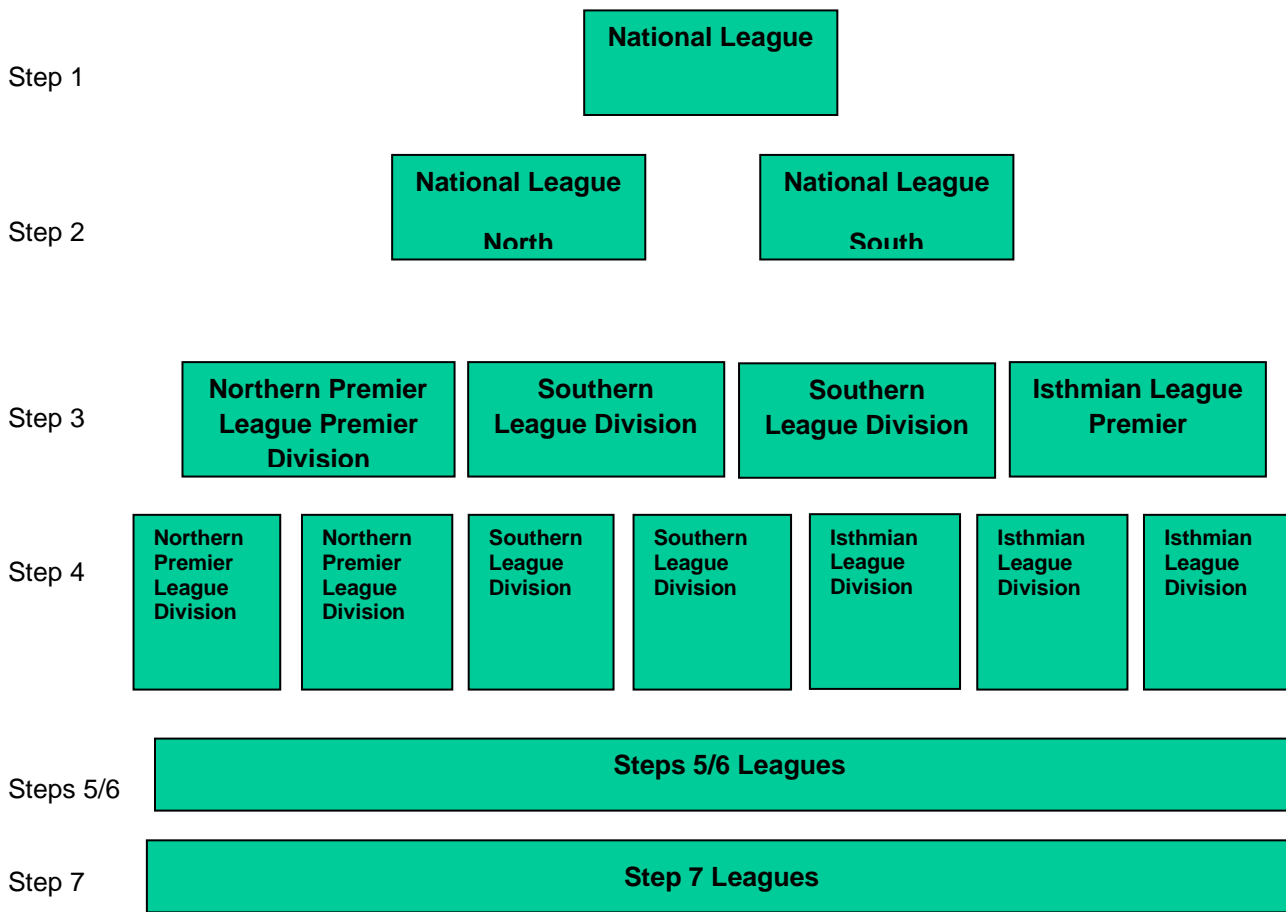 National League
Step 1
National League
National League
Step 2
North
South
Northern Premier
League Premier
Division
Southern
League Division
Southern
League Division
Isthmian League
Premier
Step 3
Northern
Premier
League
Division
Northern
Premier
League
Division
Southern
League
Division
Southern
League
Division
Isthmian
League
Division
Isthmian
League
Division
Isthmian
League
Division
Step 4
Steps 5/6 Leagues
Steps 5/6
Step 7 Leagues
Step 7